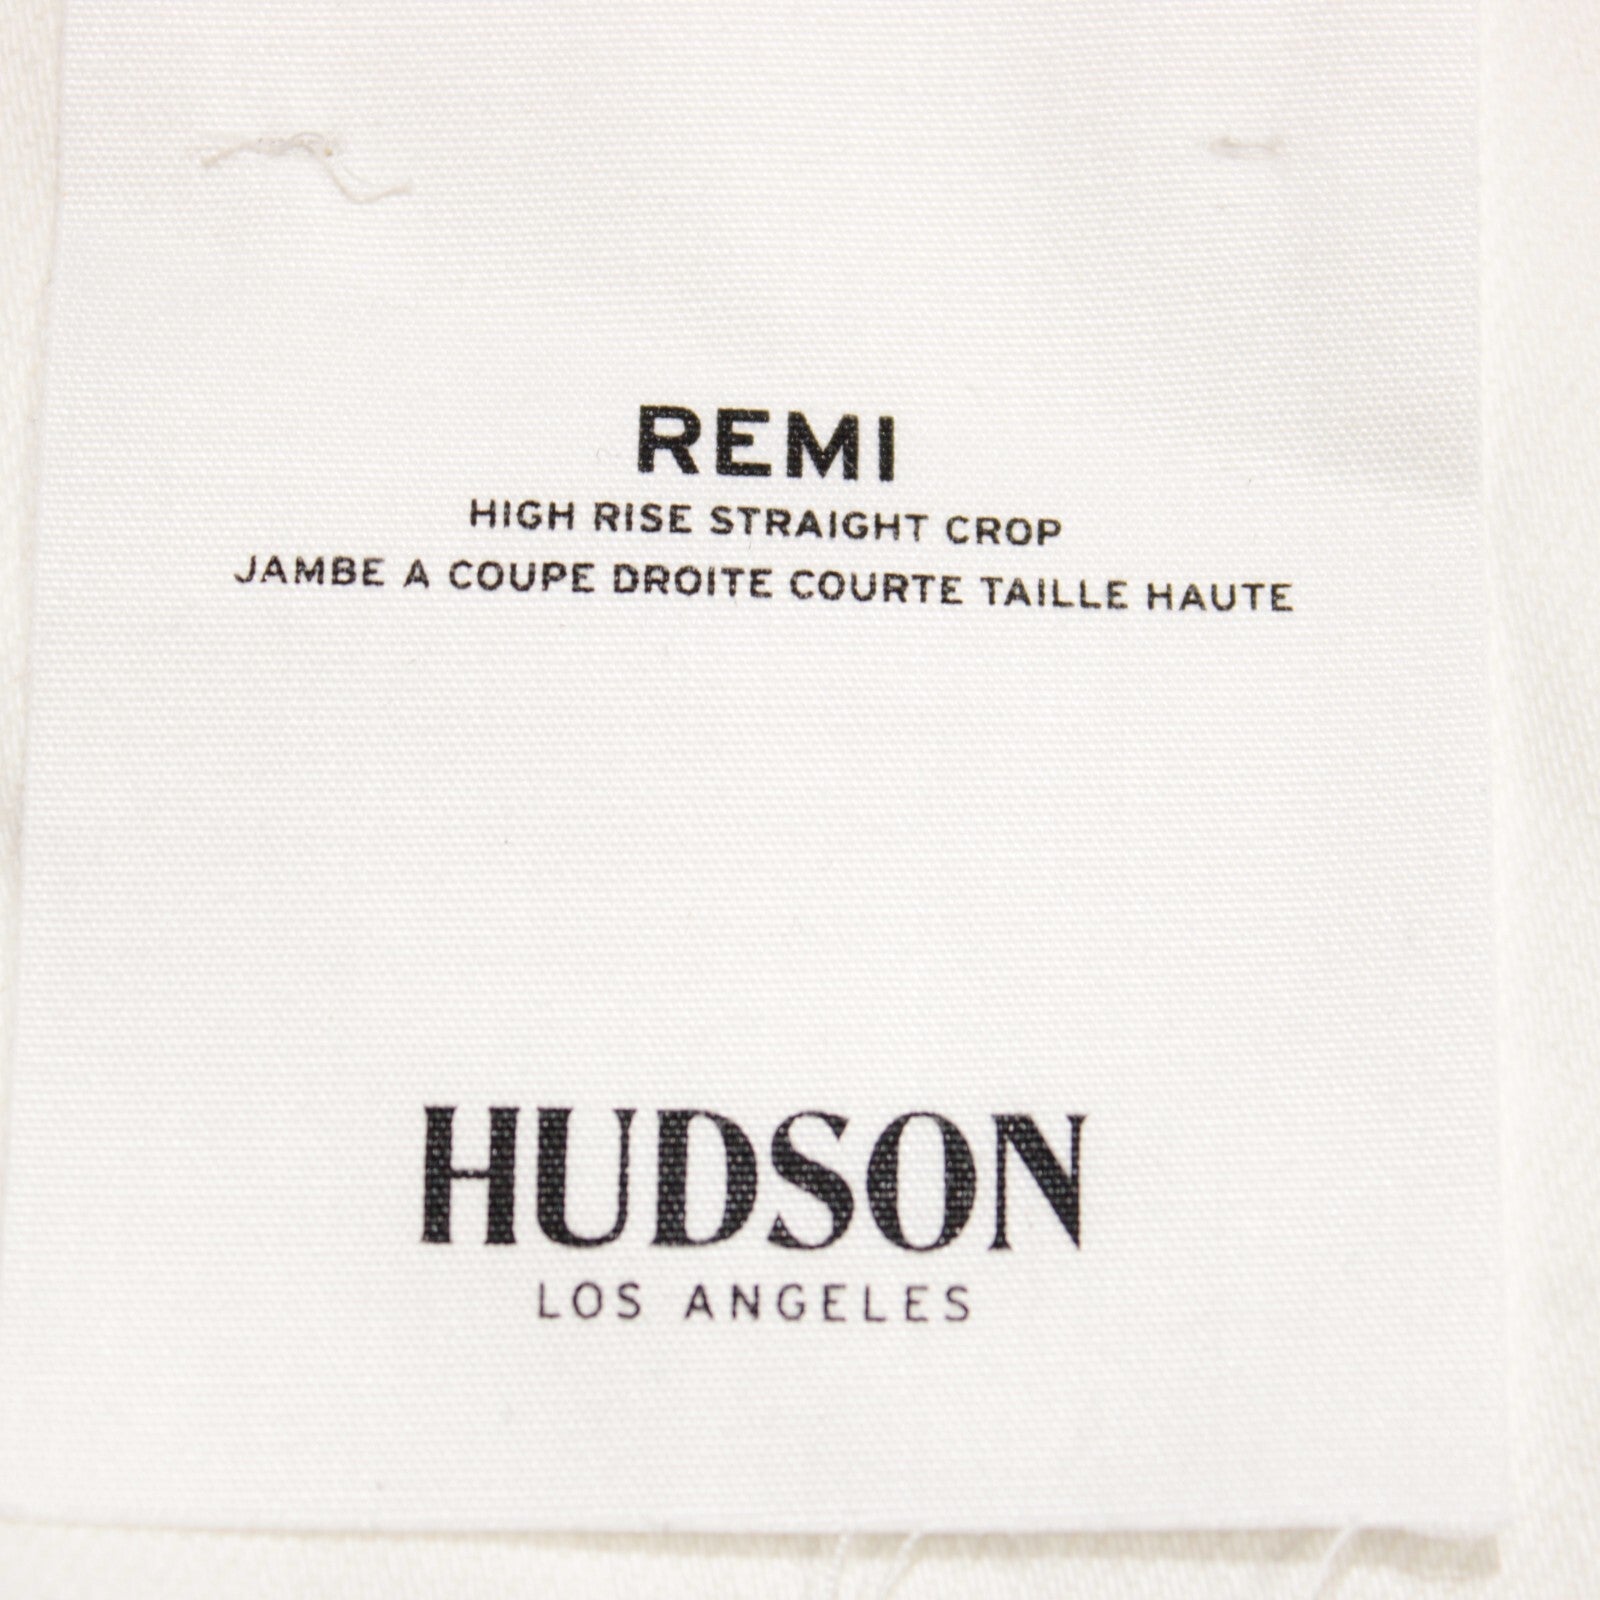 REMI
HIGH RISE STRAIGHT CROP
JAMBE A COUPE DROITE COURTE TAILLE HAUTE
HUDSON
LOS ANGELES